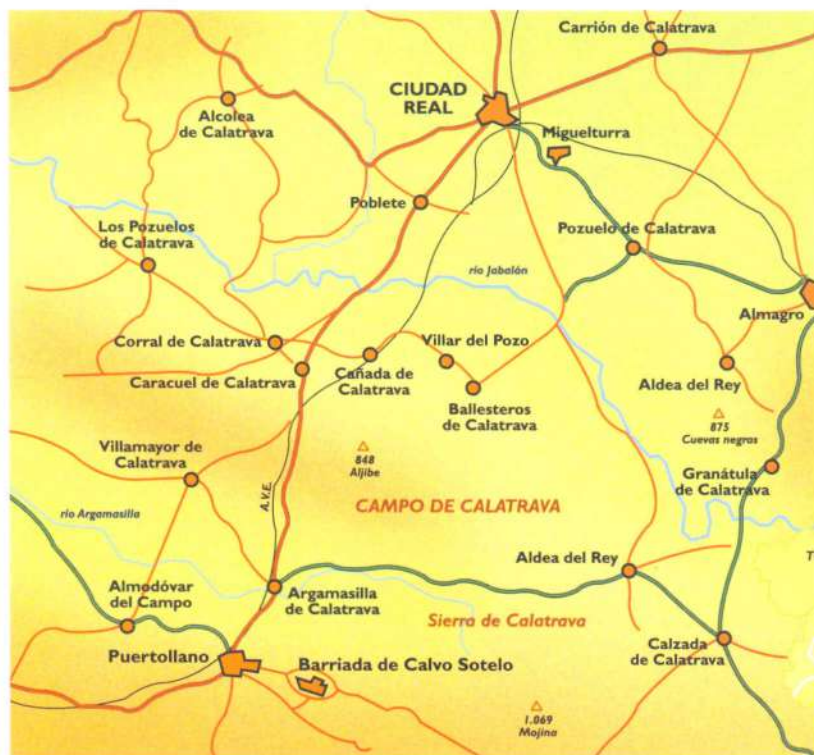 Carrión de Calatrava
CIUDAD
REAL
Alcolea
de Calatrava
Miguelturra
Poblete
Los Pozuelos
de Calatrava
Pozuelo de Calatrava
río Jabalón
Almagro
Corral de Calatrava
Villar del Pozo
Caracuel de Calatrava
Cañada de
Calatrava
Aldea del Rey
Ballesteros
de Calatrava
875
Cuevas negras
Villamayor de
Calatrava
848
Aljibe
Granátula
de Calatrava
A.V.E.
CAMPO DE CALATRAVA
río Argamasilla
Aldea del Rey
T
Almodóvar
del Campo
Argamasilla
de Calatrava
Sierra de Calatrava
Calzada
de Calatrava
Puertollano
Barriada de Calvo Sotelo
1.069
Mojina